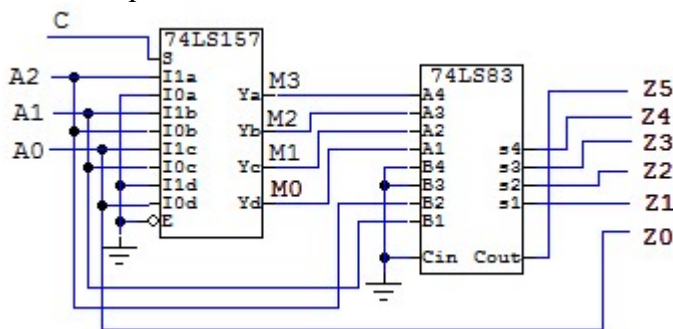 C
74LS157
S
A2
I1a
I0a
Ya
M3
A1
I1b
I0b
Yb
M2
A0
I1c
I0c
Yc
M1
I1d
I0d
Yd
M0
E
74LS83
A4
A3
A2
A1
B4
B3
B2
B1
Cin
s4
s3
s2
s1
Cout
Z5
Z4
Z3
Z2
Z1
Z0